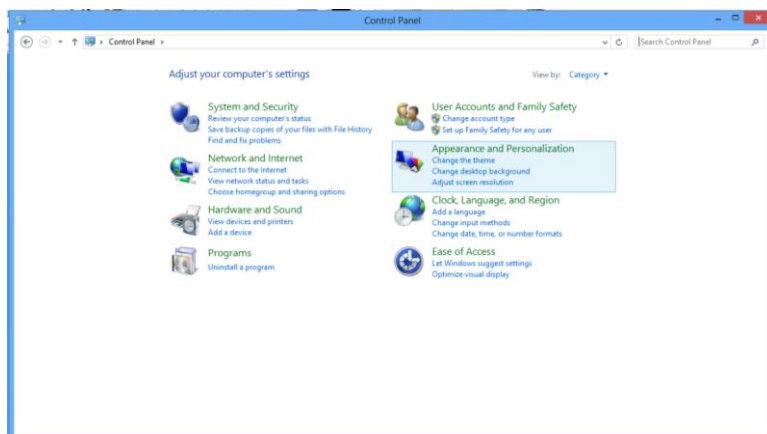 Control Panel
Control Panel
Search Control Panel
Adjust your computer's settings
View by: Category
System and Security
Review your computer's status
Save backup copies of your files with File History
Find and fix problems
Network and Internet
Connect to the Internet
View network status and tasks
Choose homegroup and sharing options
Hardware and Sound
View devices and printers
Add a device
Programs
Uninstall a program
User Accounts and Family Safety
Change account type
Set up Family Safety for any user
Appearance and Personalization
Change the theme
Change desktop background
Adjust screen resolution
Clock, Language, and Region
Add a language
Change input methods
Change date, time, or number formats
Ease of Access
Let Windows suggest settings
Optimize visual display